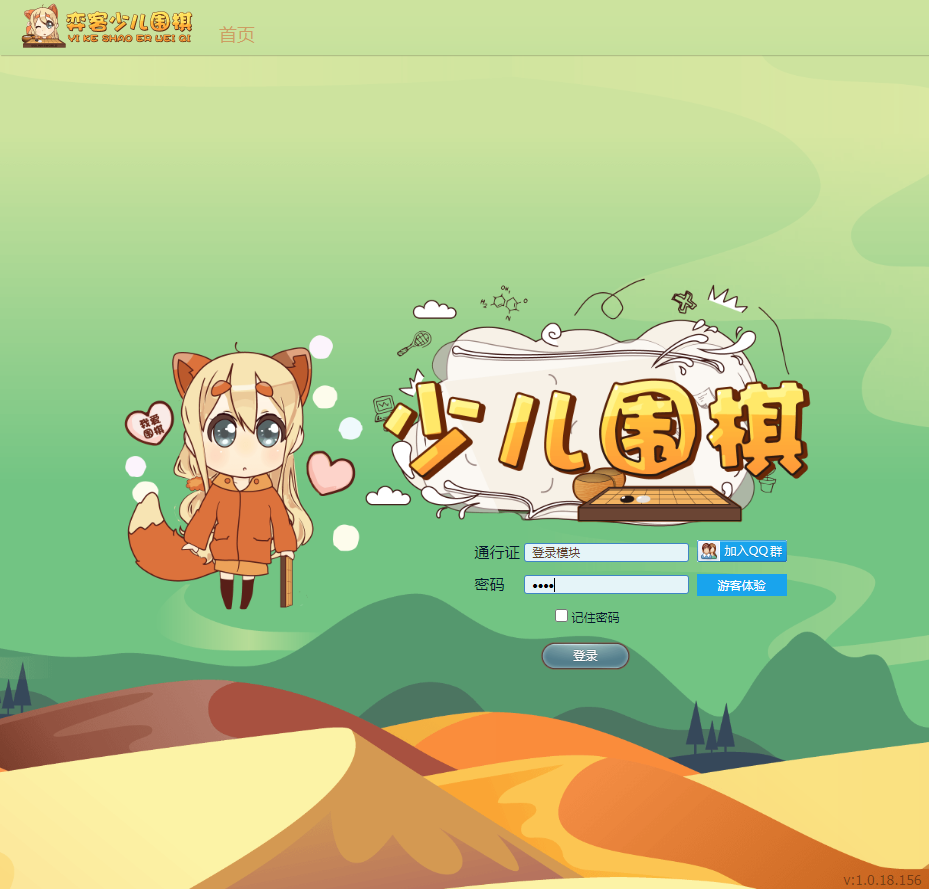 弈客少儿围棋
YI KE SHAO ER WEI QI
首页
我爱
围棋
少儿围棋
通行证 登录模块 加入QQ群
密码 •••• 游客体验
记住密码
登录
v:1.0.18.156